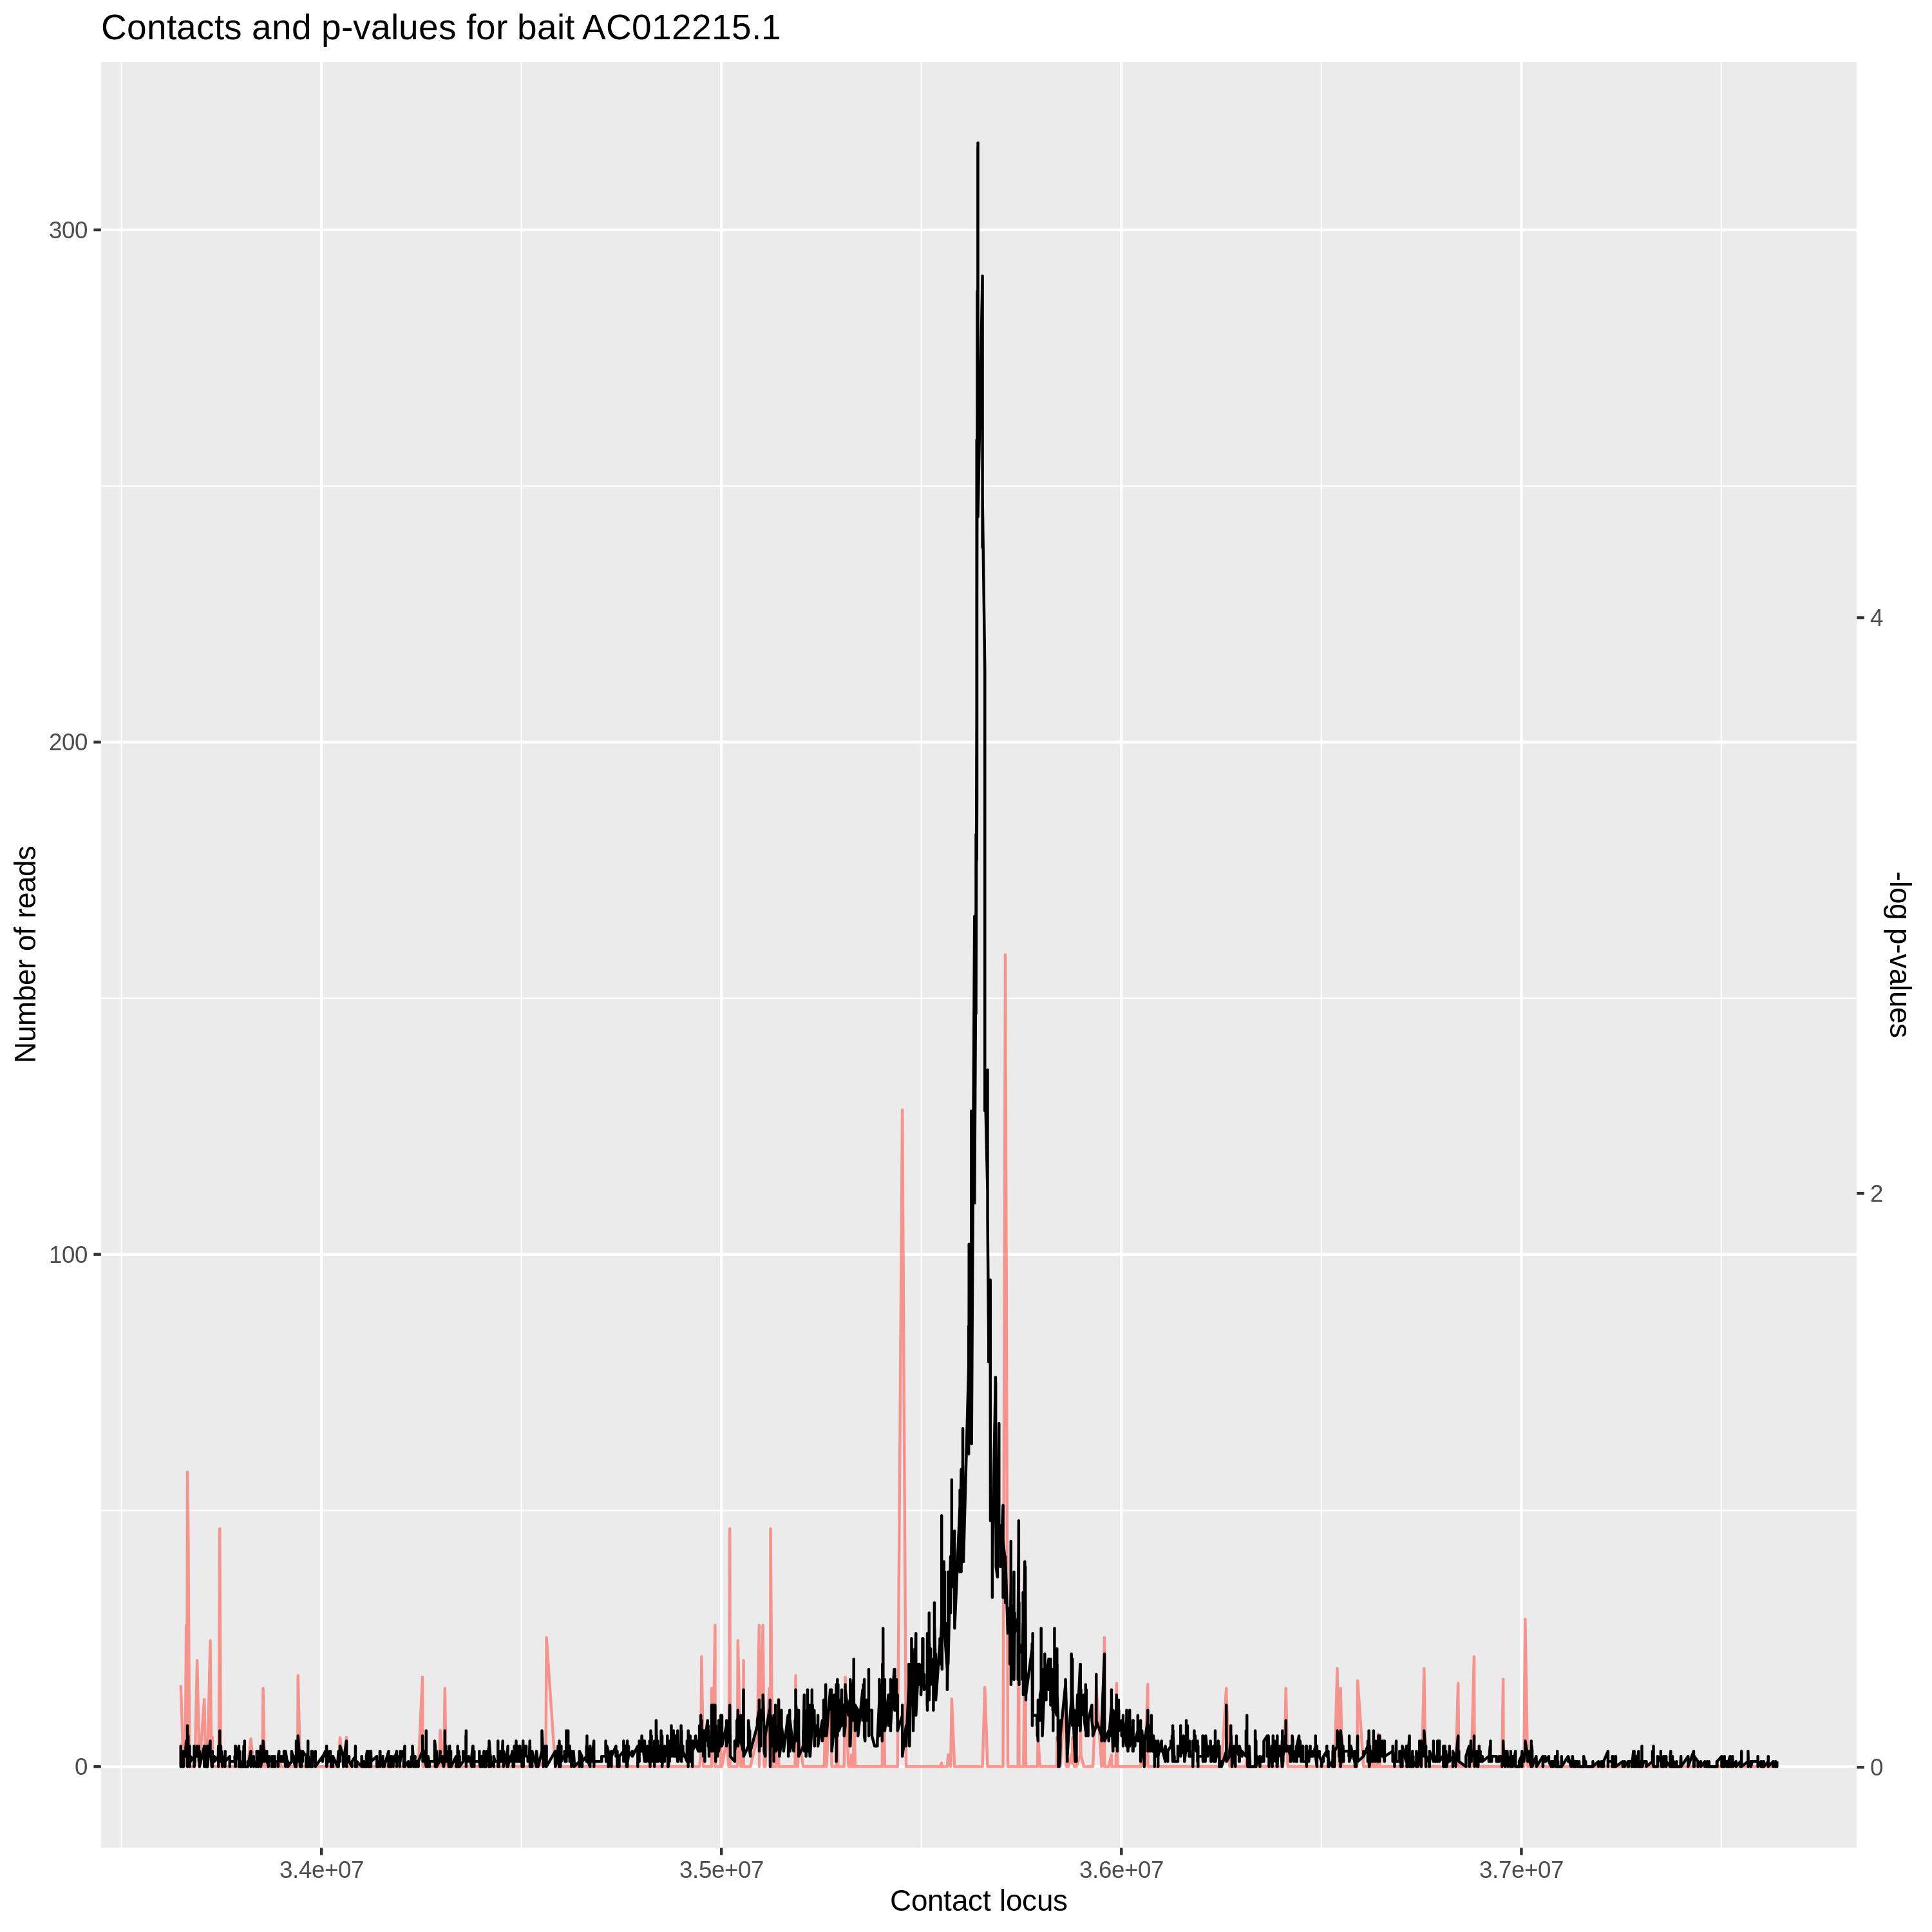 Contacts and p-values for bait AC012215.1
300
200
100
0
Number of reads
4
2
0
-log p-values
3.4e+07
3.5e+07
3.6e+07
3.7e+07
Contact locus